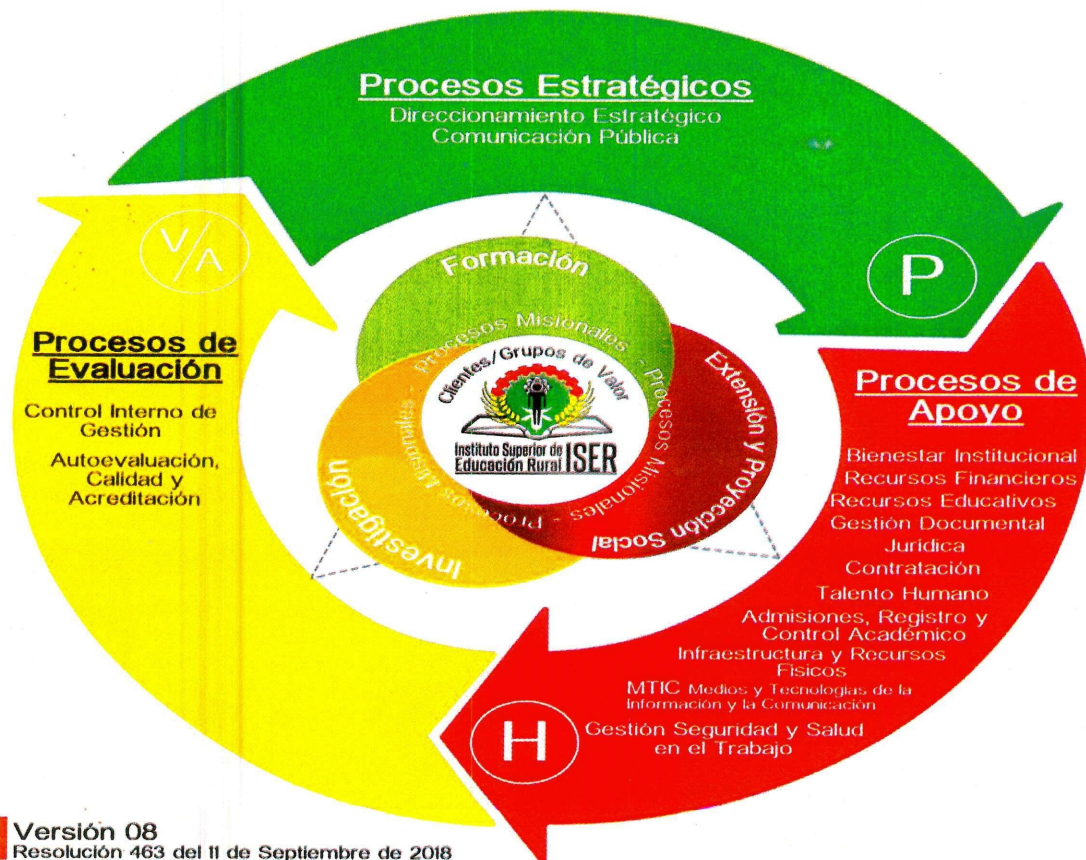 Procesos Estratégicos
Direccionamiento Estratégico
Comunicación Pública
P
V/A
Procesos de
Evaluación
Control Interno de
Gestión
Autoevaluación,
Calidad y
Acreditación
Formación
Procesos Misionales - Procesos Misionales - Procesos Misionales -
Clientes/Grupos de Valor
Instituto Superior de
Educación Rural ISER
Extensión y Proyección Social
Investigación
Procesos de
Apoyo
Bienestar Institucional
Recursos Financieros
Recursos Educativos
Gestión Documental
Jurídica
Contratación
Talento Humano
Admisiones, Registro y
Control Académico
Infraestructura y Recursos
Físicos
MTIC Medios y Tecnologías de la
Información y la Comunicación
Gestión Seguridad y Salud
en el Trabajo
H
Versión 08
Resolución 463 del 11 de Septiembre de 2018